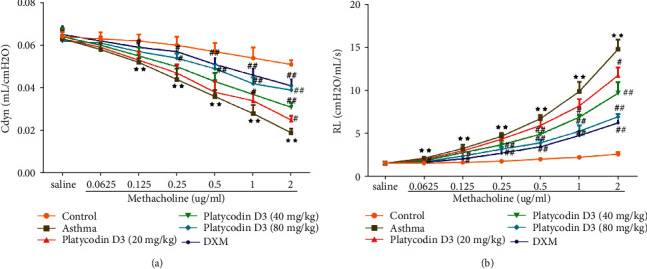 Cdyn (mL/cmH2O)
0.08
0.06
0.04
0.02
0.00
saline 0.0625 0.125 0.25 0.5 1 2
Methacholine (ug/ml)
Control
Asthma
Platycodin D3 (20 mg/kg)
Platycodin D3 (40 mg/kg)
Platycodin D3 (80 mg/kg)
DXM
(a)
RL (cmH2O/mL/s)
20
15
10
5
0
saline 0.0625 0.125 0.25 0.5 1 2
Methacholine (ug/ml)
Control
Asthma
Platycodin D3 (20 mg/kg)
Platycodin D3 (40 mg/kg)
Platycodin D3 (80 mg/kg)
DXM
(b)